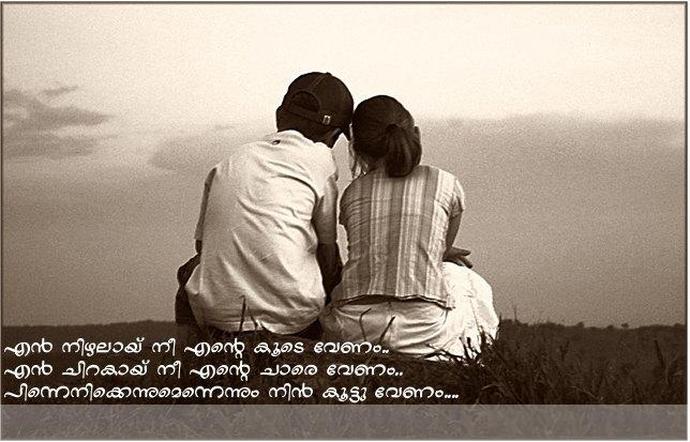 എൻ നിഴലായ് നീ എന്റെ കൂടെ വേണം..
എൻ ചിറകായ് നീ എന്റെ ചാരെ വേണം..
പിന്നെനിക്കെന്നുമെന്നെന്നും നിൻ കൂട്ടു വേണം....